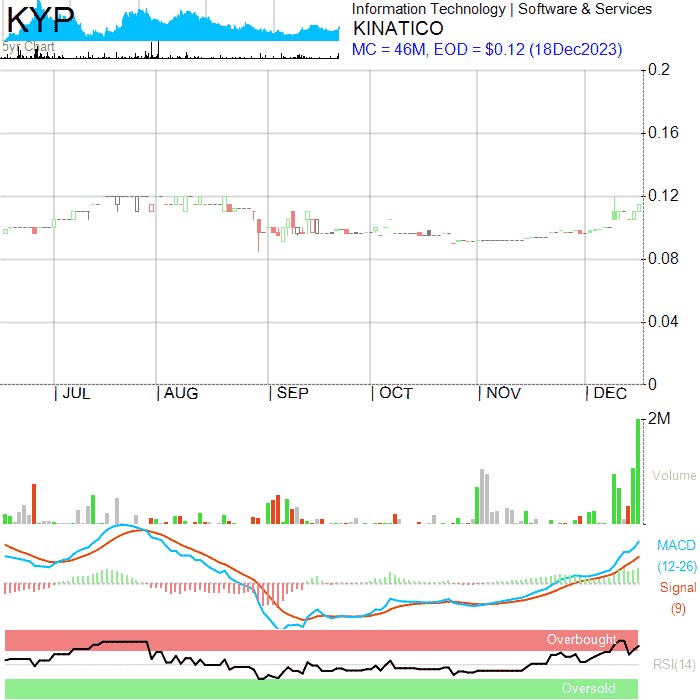 KYP
5yr Chart
Information Technology | Software & Services
KINATICO
MC = 46M, EOD = $0.12 (18Dec2023)
0.2
0.16
0.12
0.08
0.04
0
| JUL | AUG | SEP | OCT | NOV | DEC
2M
Volume
MACD
(12-26)
Signal
(9)
Overbought
RSI(14)
Oversold